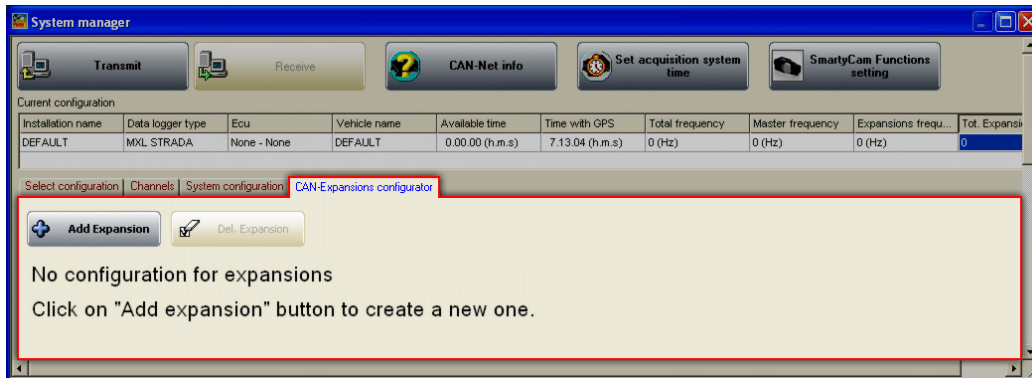 System manager
Transmit
Receive
CAN-Net info
Set acquisition system
time
SmartyCam Functions
setting
Current configuration
Installation name Data logger type Ecu Vehicle name Available time Time with GPS Total frequency Master frequency Expansions frequ... Tot. Expansi
DEFAULT MXL STRADA None - None DEFAULT 0.00.00 (h.m.s) 7.13.04 (h.m.s) 0 (Hz) 0 (Hz) 0 (Hz) 0
Select configuration Channels System configuration CAN-Expansions configurator
Add Expansion Del. Expansion
No configuration for expansions
Click on "Add expansion" button to create a new one.